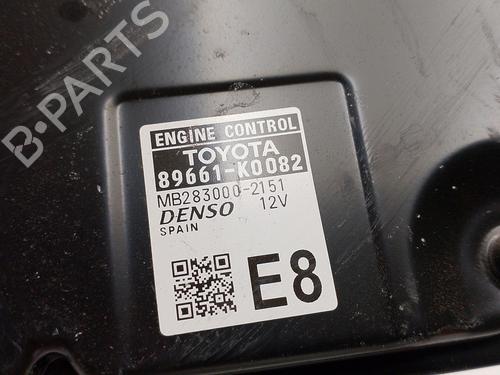 B-PARTS
ENGINE CONTROL
TOYOTA
89661-K0082
MB283000-2151
DENSO 12V
SPAIN
E8